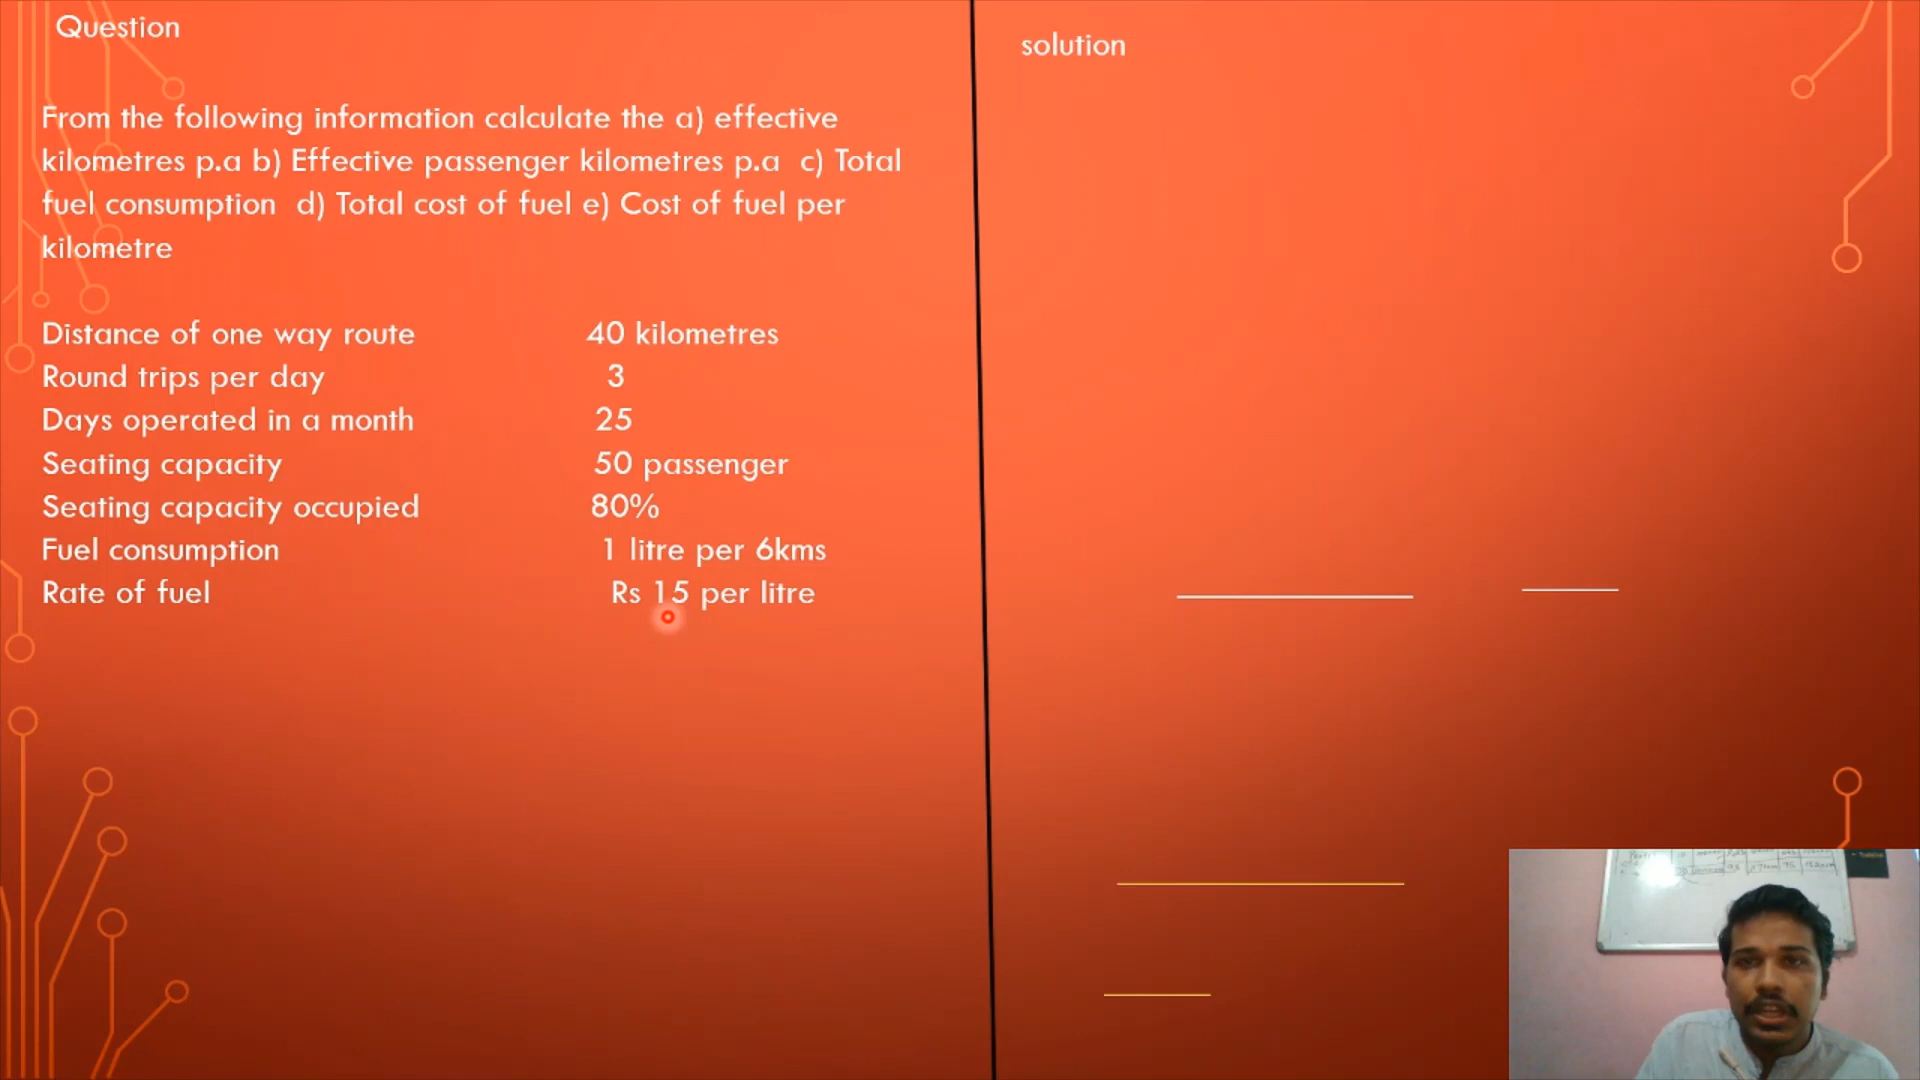 Question
From the following information calculate the a) effective
kilometres p.a b) Effective passenger kilometres p.a c) Total
fuel consumption d) Total cost of fuel e) Cost of fuel per
kilometre
Distance of one way route 40 kilometres
Round trips per day 3
Days operated in a month 25
Seating capacity 50 passenger
Seating capacity occupied 80%
Fuel consumption 1 litre per 6kms
Rate of fuel Rs 15 per litre
solution